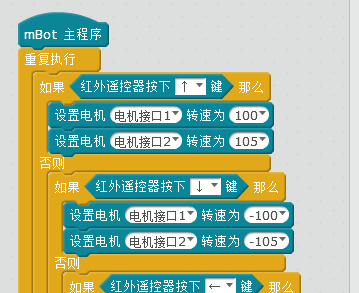 mBot 主程序
重复执行
如果 红外遥控器按下 ↑ 键 那么
设置电机 电机接口1 转速为 100
设置电机 电机接口2 转速为 105
否则
如果 红外遥控器按下 ↓ 键 那么
设置电机 电机接口1 转速为 -100
设置电机 电机接口2 转速为 -105
否则
如果 红外遥控器按下 ← 键 那么